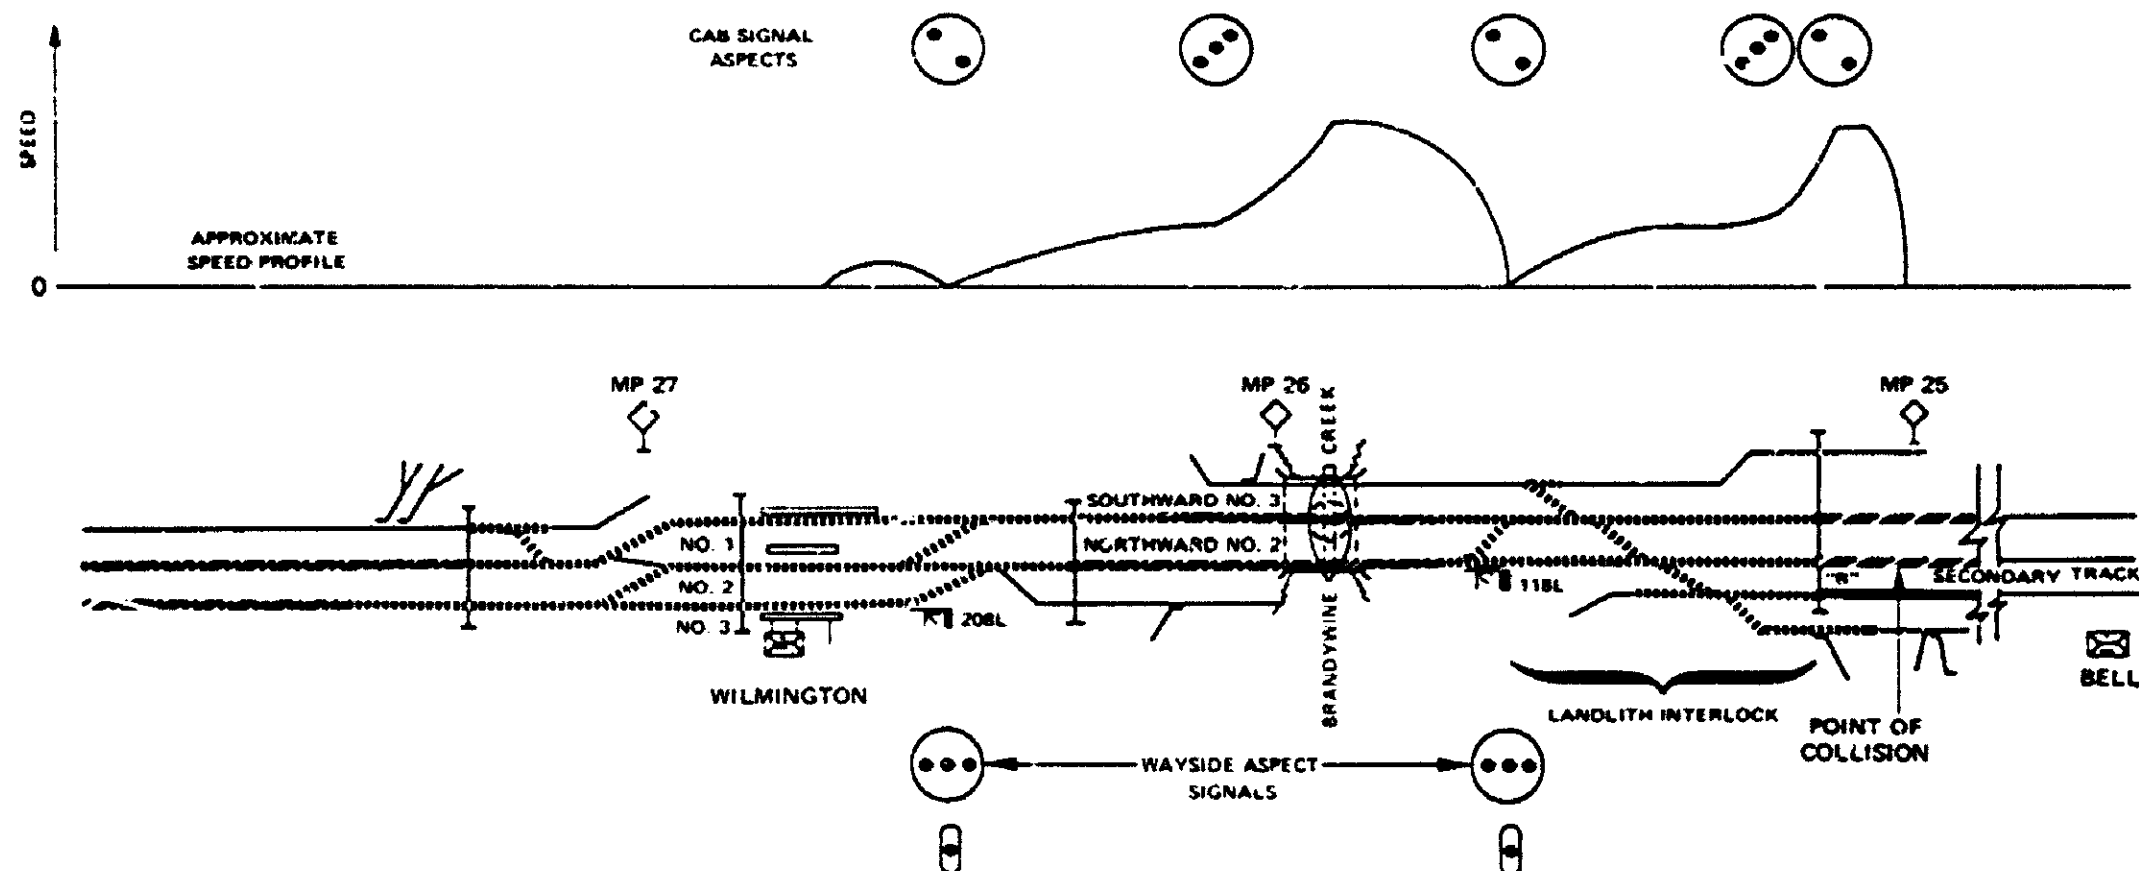 CAB SIGNAL
ASPECTS
SPEED
APPROXIMATE
SPEED PROFILE
0
MP 27
MP 26
MP 25
BRANDYWINE CREEK
SOUTHWARD NO. 3
NORTHWARD NO. 2
NO. 1
NO. 2
NO. 3
208L
118L
"R"
SECONDARY TRACK
WILMINGTON
BELL
LANDLITH INTERLOCK
POINT OF
COLLISION
WAYSIDE ASPECT
SIGNALS